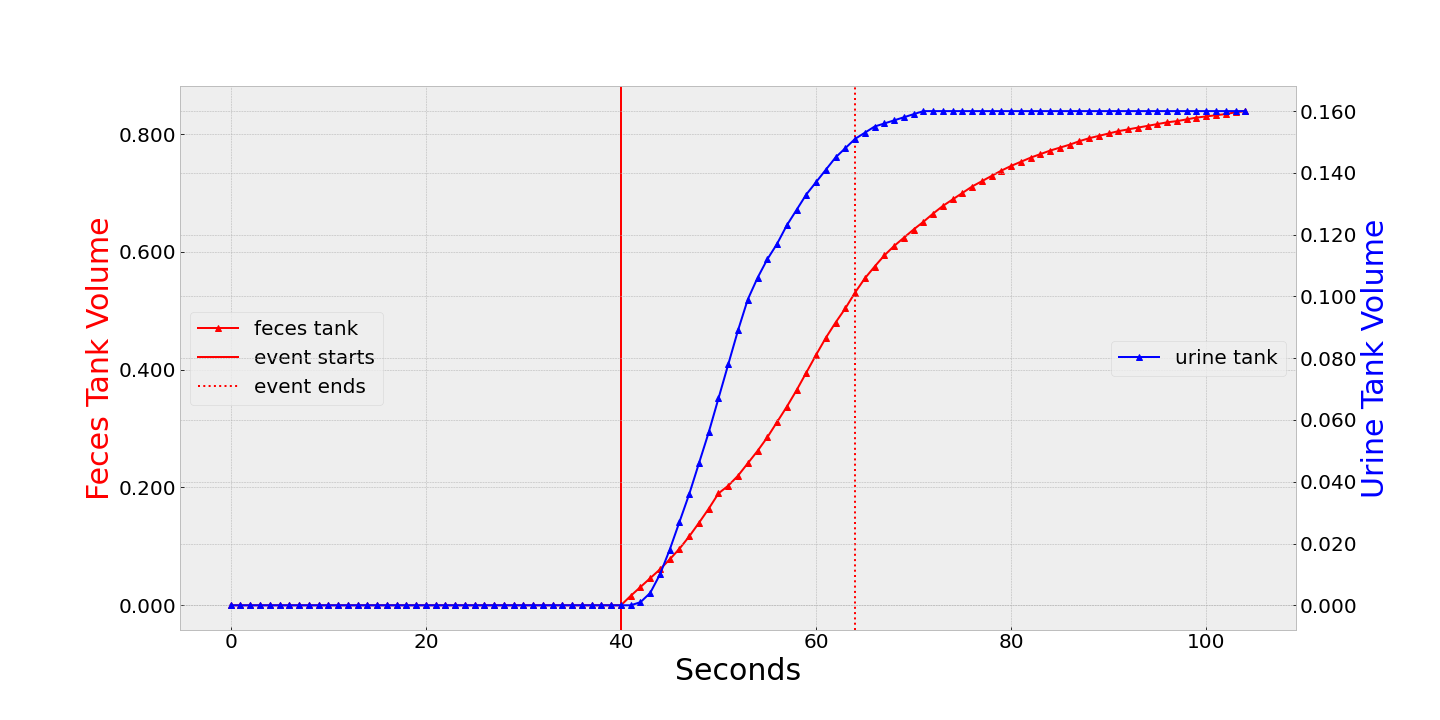 Feces Tank Volume
0.800
0.600
0.400
0.200
0.000
feces tank
event starts
event ends
urine tank
0.160
0.140
0.120
0.100
0.080
0.060
0.040
0.020
0.000
Urine Tank Volume
0 20 40 60 80 100
Seconds